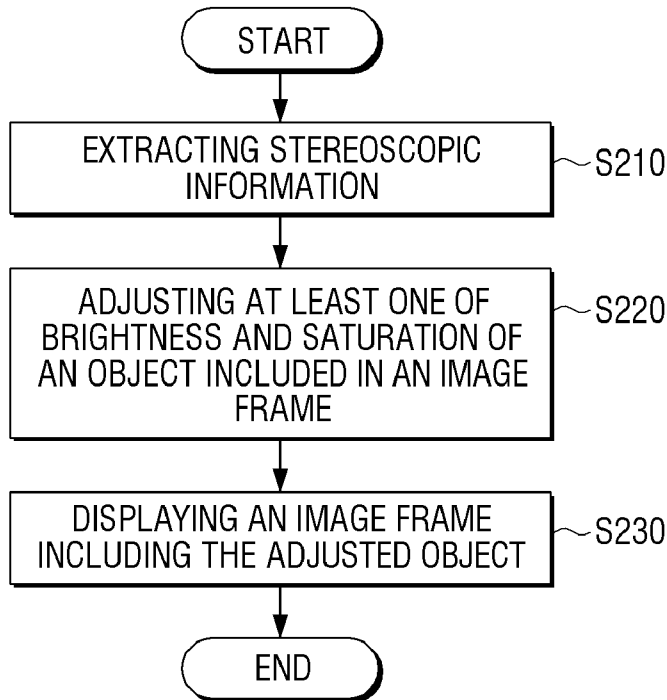 START
EXTRACTING STEREOSCOPIC
INFORMATION
S210
ADJUSTING AT LEAST ONE OF
BRIGHTNESS AND SATURATION OF
AN OBJECT INCLUDED IN AN IMAGE
FRAME
S220
DISPLAYING AN IMAGE FRAME
INCLUDING THE ADJUSTED OBJECT
S230
END